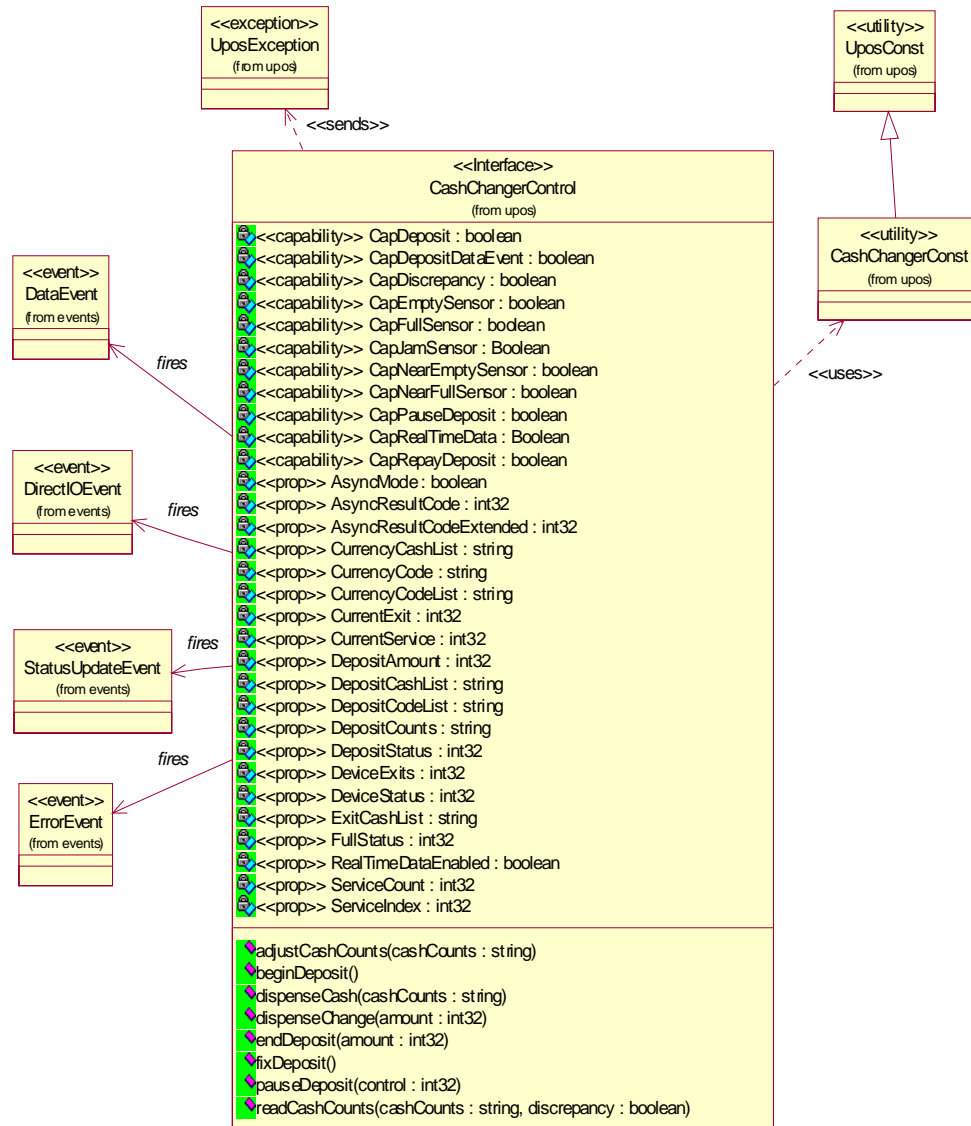 <<exception>>
UposException
(from upos)
<<utility>>
UposConst
(from upos)
<<sends>>
<<Interface>>
CashChangerControl
(from upos)
<<capability>> CapDeposit : boolean
<<capability>> CapDepositDataEvent : boolean
<<capability>> CapDiscrepancy : boolean
<<capability>> CapEmptySensor : boolean
<<capability>> CapFullSensor : boolean
<<capability>> CapJamSensor : Boolean
<<capability>> CapNearEmptySensor : boolean
<<capability>> CapNearFullSensor : boolean
<<capability>> CapPauseDeposit : boolean
<<capability>> CapRealTimeData : Boolean
<<capability>> CapRepayDeposit : boolean
<<prop>> AsyncMode : boolean
<<prop>> AsyncResultCode : int32
<<prop>> AsyncResultCodeExtended : int32
<<prop>> CurrencyCashList : string
<<prop>> CurrencyCode : string
<<prop>> CurrencyCodeList : string
<<prop>> CurrentExit : int32
<<prop>> CurrentService : int32
<<prop>> DepositAmount : int32
<<prop>> DepositCashList : string
<<prop>> DepositCodeList : string
<<prop>> DepositCounts : string
<<prop>> DepositStatus : int32
<<prop>> DeviceExits : int32
<<prop>> DeviceStatus : int32
<<prop>> ExitCashList : string
<<prop>> FullStatus : int32
<<prop>> RealTimeDataEnabled : boolean
<<prop>> ServiceCount : int32
<<prop>> ServiceIndex : int32
adjustCashCounts(cashCounts : string)
beginDeposit()
dispenseCash(cashCounts : string)
dispenseChange(amount : int32)
endDeposit(amount : int32)
fixDeposit()
pauseDeposit(control : int32)
readCashCounts(cashCounts : string, discrepancy : boolean)
<<utility>>
CashChangerConst
(from upos)
<<uses>>
<<event>>
DataEvent
(from events)
fires
<<event>>
DirectIOEvent
(from events)
fires
<<event>>
StatusUpdateEvent
(from events)
fires
<<event>>
ErrorEvent
(from events)
fires